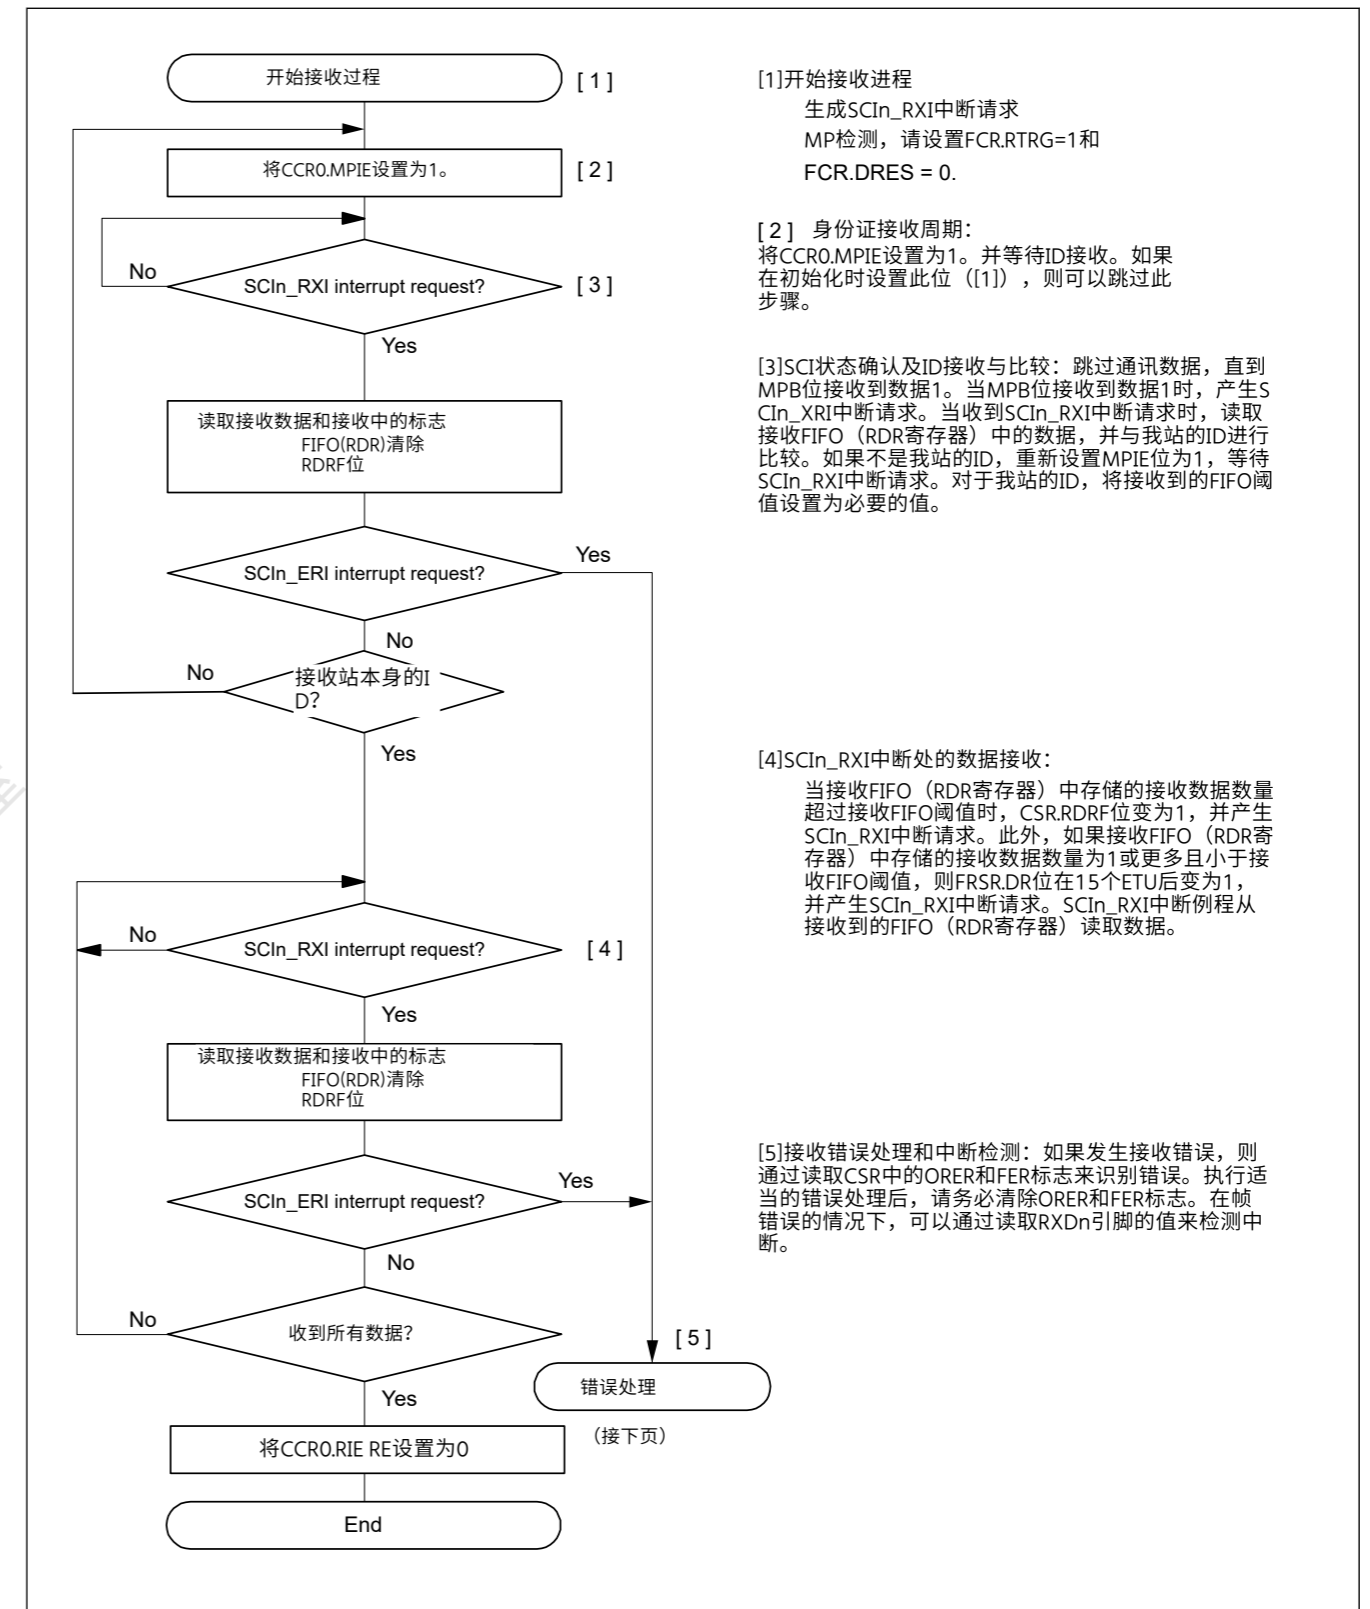 开始接收过程
[ 1 ]
将CCR0.MPIE设置为1。
[ 2 ]
No
SCIn_RXI interrupt request?
[ 3 ]
Yes
读取接收数据和接收中的标志
FIFO(RDR)清除
RDRF位
SCIn_ERI interrupt request?
Yes
No
No
接收站本身的I
D?
Yes
No
SCIn_RXI interrupt request?
[ 4 ]
Yes
读取接收数据和接收中的标志
FIFO(RDR)清除
RDRF位
SCIn_ERI interrupt request?
Yes
No
No
收到所有数据?
[ 5 ]
错误处理
Yes
(接下页)
将CCR0.RIE RE设置为0
End
[1]开始接收进程
生成SCIn_RXI中断请求
MP检测，请设置FCR.RTRG=1和
FCR.DRES = 0.
[ 2 ] 身份证接收周期：
将CCR0.MPIE设置为1。并等待ID接收。如果
在初始化时设置此位（[1]），则可以跳过此
步骤。
[3]SCI状态确认及ID接收与比较：跳过通讯数据，直到
MPB位接收到数据1。当MPB位接收到数据1时，产生S
CIn_XRI中断请求。当收到SCIn_RXI中断请求时，读取
接收FIFO（RDR寄存器）中的数据，并与我站的ID进行
比较。如果不是我站的ID，重新设置MPIE位为1，等待
SCIn_RXI中断请求。对于我站的ID，将接收到的FIFO阈
值设置为必要的值。
[4]SCIn_RXI中断处的数据接收：
当接收FIFO（RDR寄存器）中存储的接收数据数量
超过接收FIFO阈值时，CSR.RDRF位变为1，并产生
SCIn_RXI中断请求。此外，如果接收FIFO（RDR寄
存器）中存储的接收数据数量为1或更多且小于接
收FIFO阈值，则FRSR.DR位在15个ETU后变为1，
并产生SCIn_RXI中断请求。SCIn_RXI中断例程从
接收到的FIFO（RDR寄存器）读取数据。
[5]接收错误处理和中断检测：如果发生接收错误，则
通过读取CSR中的ORER和FER标志来识别错误。执行适
当的错误处理后，请务必清除ORER和FER标志。在帧
错误的情况下，可以通过读取RXDn引脚的值来检测中
断。